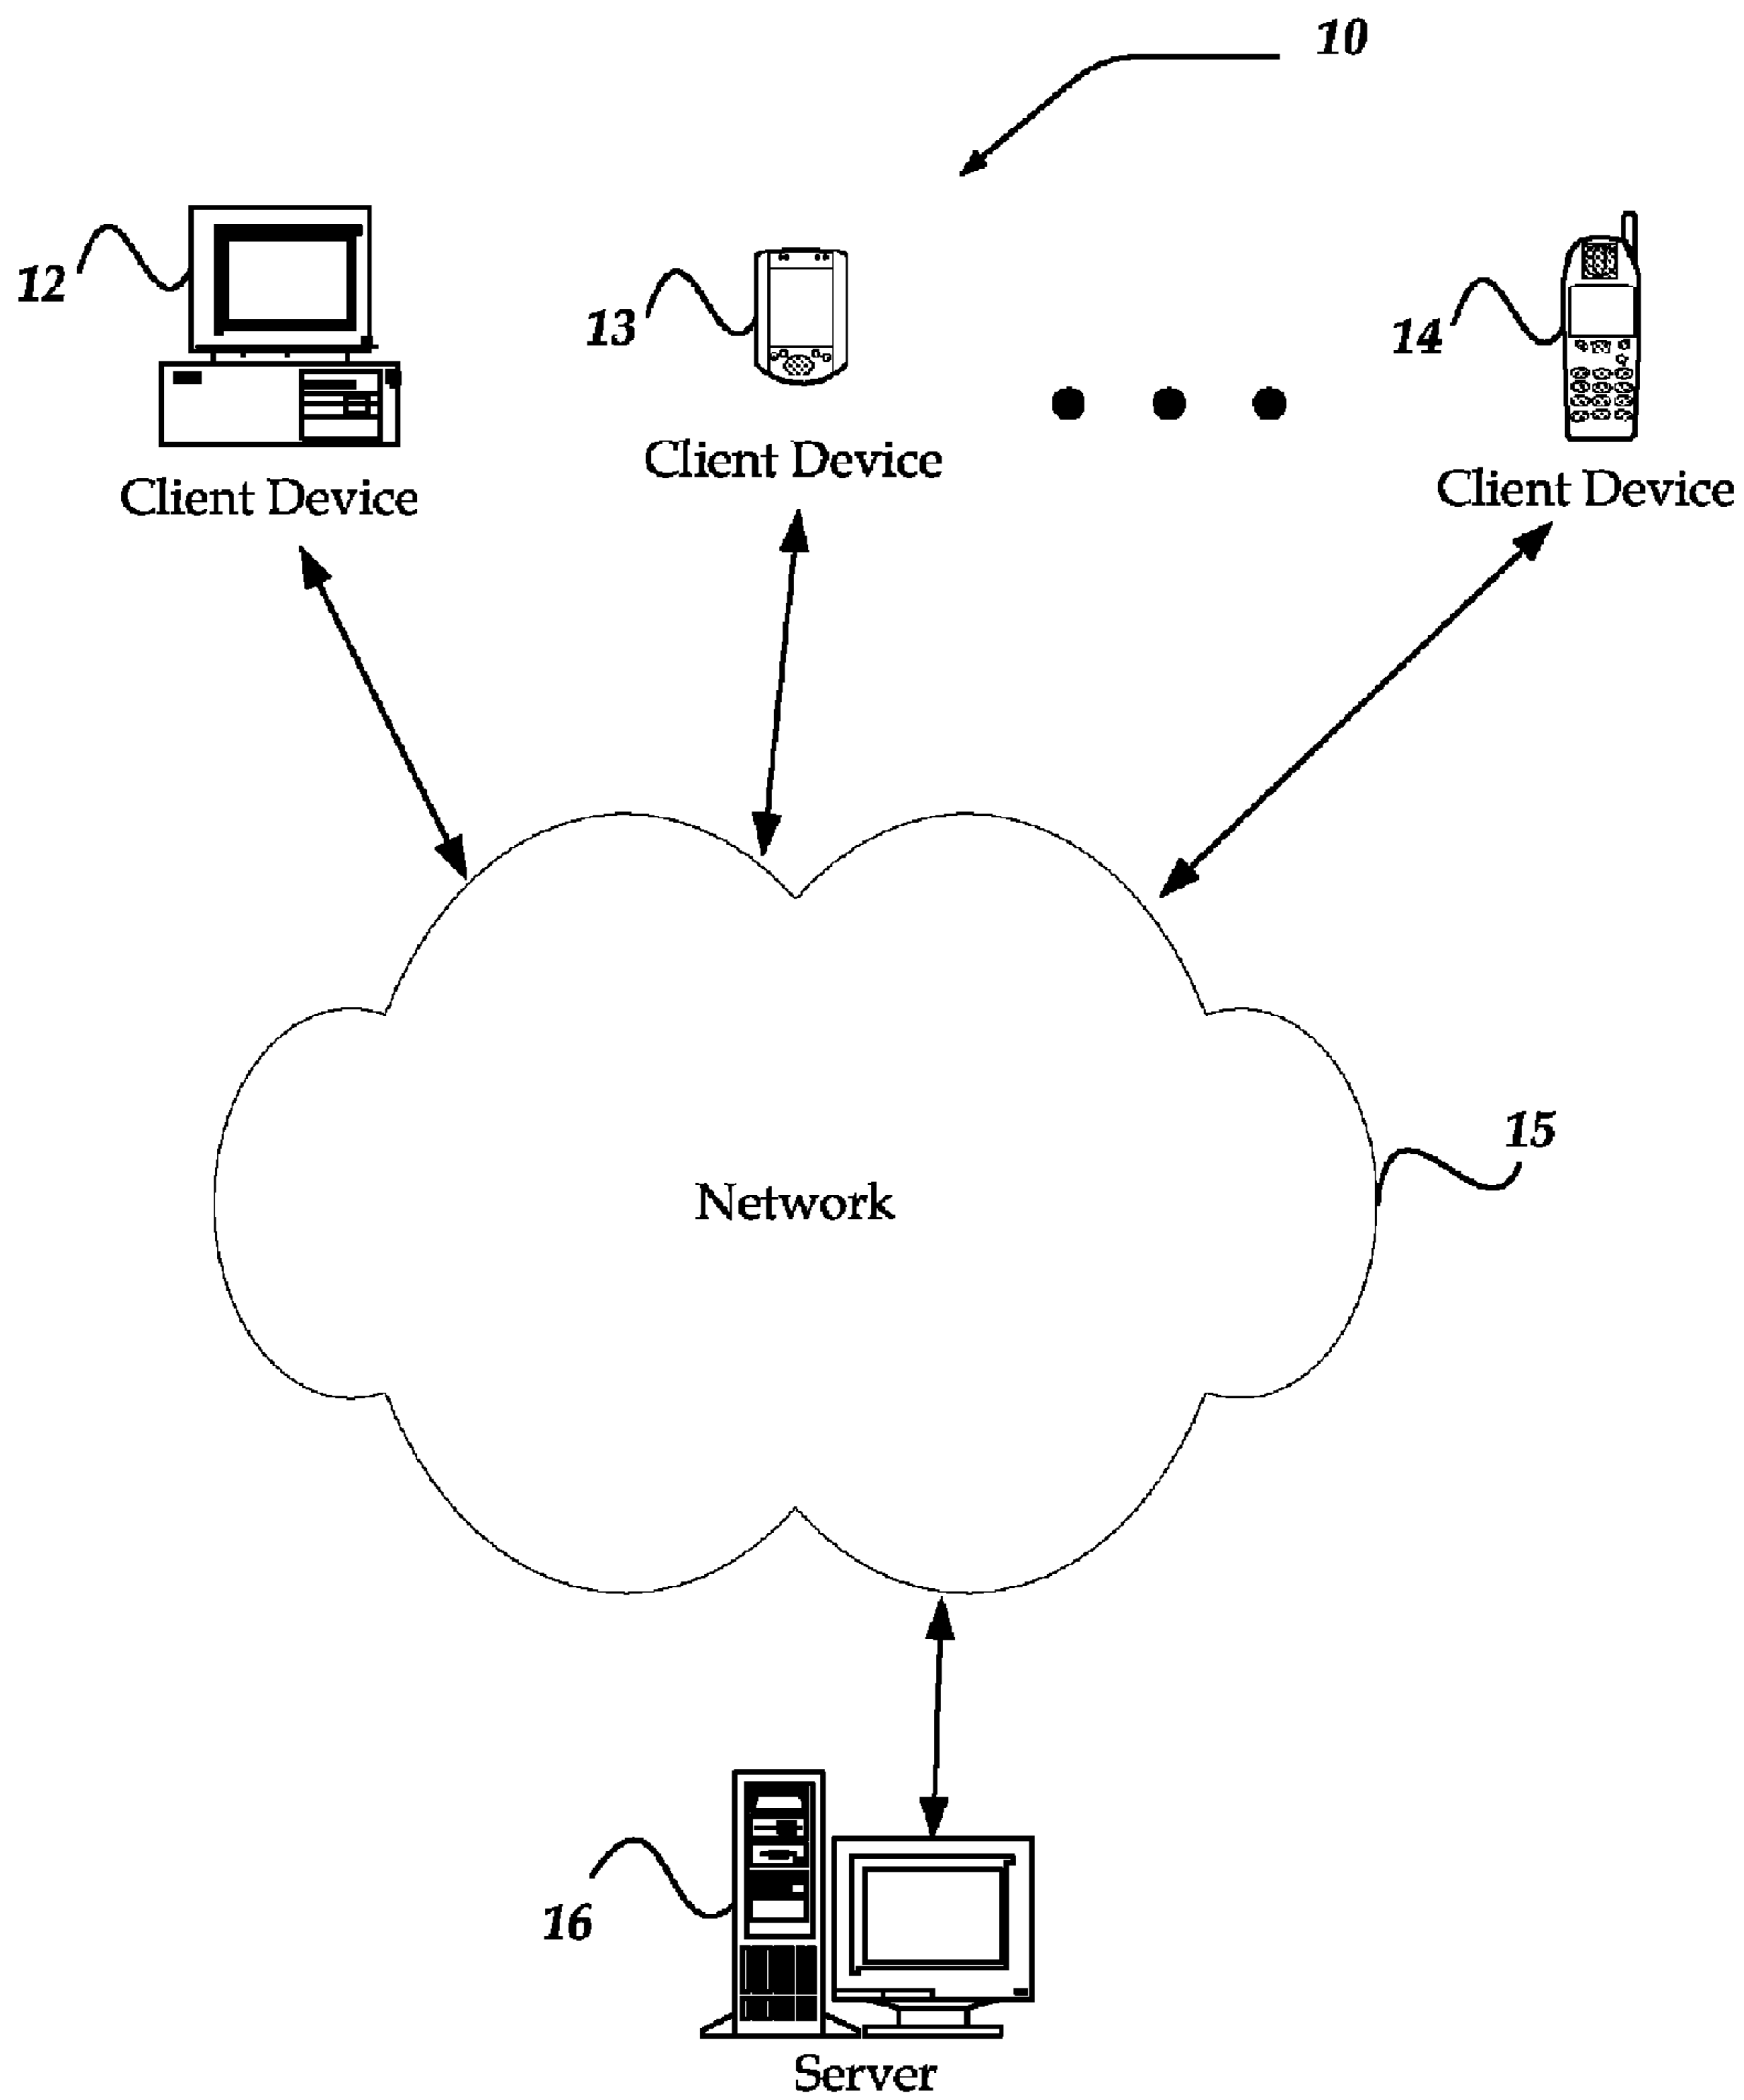 10
12
13
14
Client Device
Client Device
Client Device
Network
15
16
Server